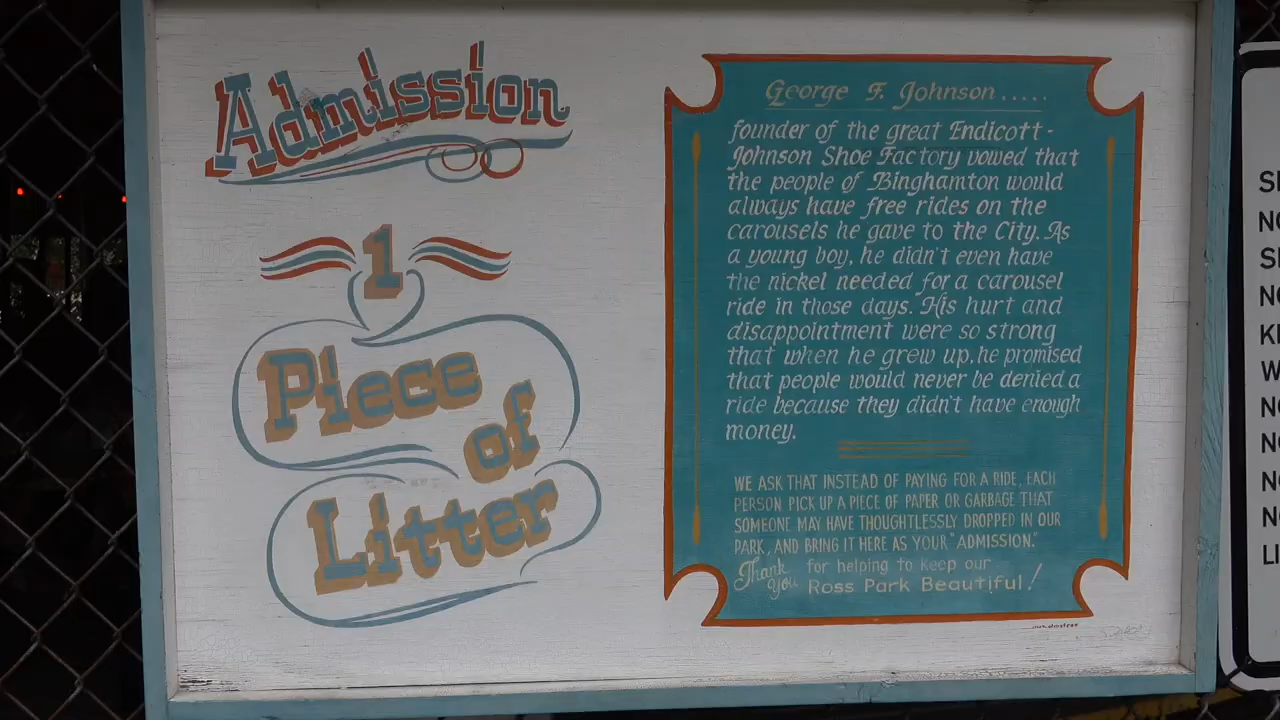 Admission
1
Piece
of
Litter
George F. Johnson.....
founder of the great Endicott-
Johnson Shoe Factory vowed that
the people of Binghamton would
always have free rides on the
carousels he gave to the City. As
a young boy, he didn't even have
the nickel needed for a carousel
ride in those days. His hurt and
disappointment were so strong
that when he grew up, he promised
that people would never be denied a
ride because they didn't have enough
money.
WE ASK THAT INSTEAD OF PAYING FOR A RIDE, EACH
PERSON PICK UP A PIECE OF PAPER OR GARBAGE THAT
SOMEONE MAY HAVE THOUGHTLESSLY DROPPED IN OUR
PARK, AND BRING IT HERE AS YOUR "ADMISSION."
Thank you for helping to keep our
Ross Park Beautiful!
NO
NO
NO
NO
NO